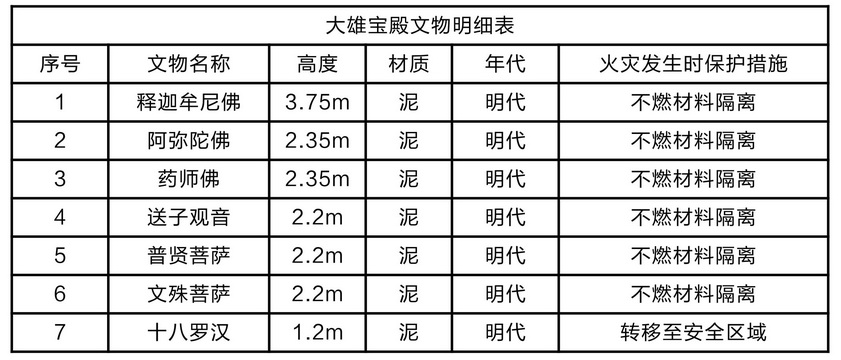 大雄宝殿文物明细表
序号 文物名称 高度 材质 年代 火灾发生时保护措施
1 释迦牟尼佛 3.75m 泥 明代 不燃材料隔离
2 阿弥陀佛 2.35m 泥 明代 不燃材料隔离
3 药师佛 2.35m 泥 明代 不燃材料隔离
4 送子观音 2.2m 泥 明代 不燃材料隔离
5 普贤菩萨 2.2m 泥 明代 不燃材料隔离
6 文殊菩萨 2.2m 泥 明代 不燃材料隔离
7 十八罗汉 1.2m 泥 明代 转移至安全区域